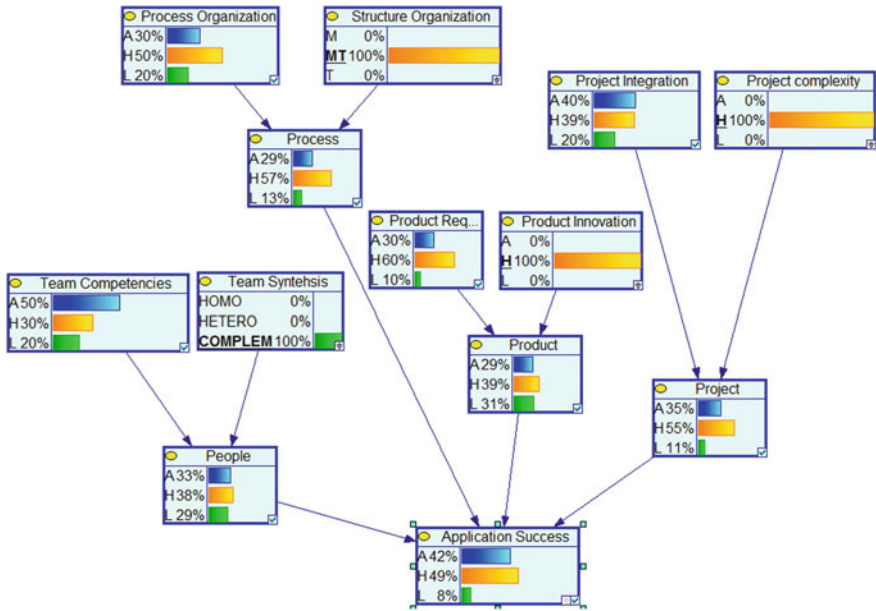 Process Organization
A 30%
H 50%
L 20%
Structure Organization
M 0%
MT 100%
T 0%
Project Integration
A 40%
H 39%
L 20%
Project complexity
A 0%
H 100%
L 0%
Process
A 29%
H 57%
L 13%
Product Req...
A 30%
H 60%
L 10%
Product Innovation
A 0%
H 100%
L 0%
Team Competencies
A 50%
H 30%
L 20%
Team Syntehsis
HOMO 0%
HETERO 0%
COMPLEM 100%
Product
A 29%
H 39%
L 31%
Project
A 35%
H 55%
L 11%
People
A 33%
H 38%
L 29%
Application Success
A 42%
H 49%
L 8%